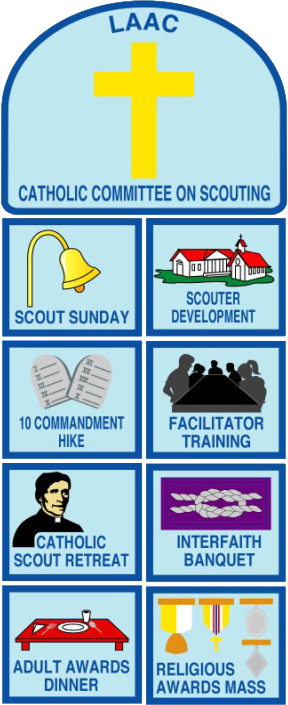 LAAC
CATHOLIC COMMITTEE ON SCOUTING
SCOUT SUNDAY
SCOUTER
DEVELOPMENT
10 COMMANDMENT
HIKE
FACILITATOR
TRAINING
CATHOLIC
SCOUT RETREAT
INTERFAITH
BANQUET
ADULT AWARDS
DINNER
RELIGIOUS
AWARDS MASS